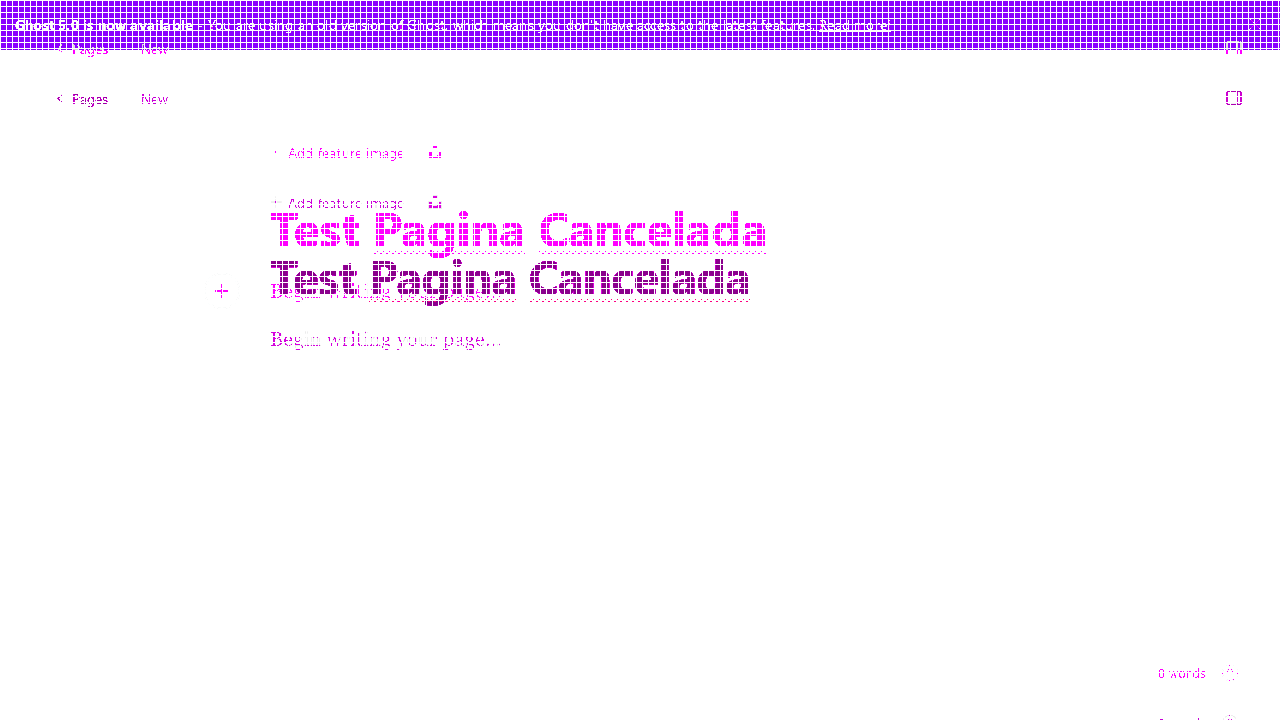 Ghost 5.0 is now available - You are using an old version of Ghost, which means you don't have access to the latest features. Read more.
Pages New
Pages New
Add feature image
Add feature image
Test Pagina Cancelada
Test Pagina Cancelada
Begin writing your page...
Begin writing your page...
0 words